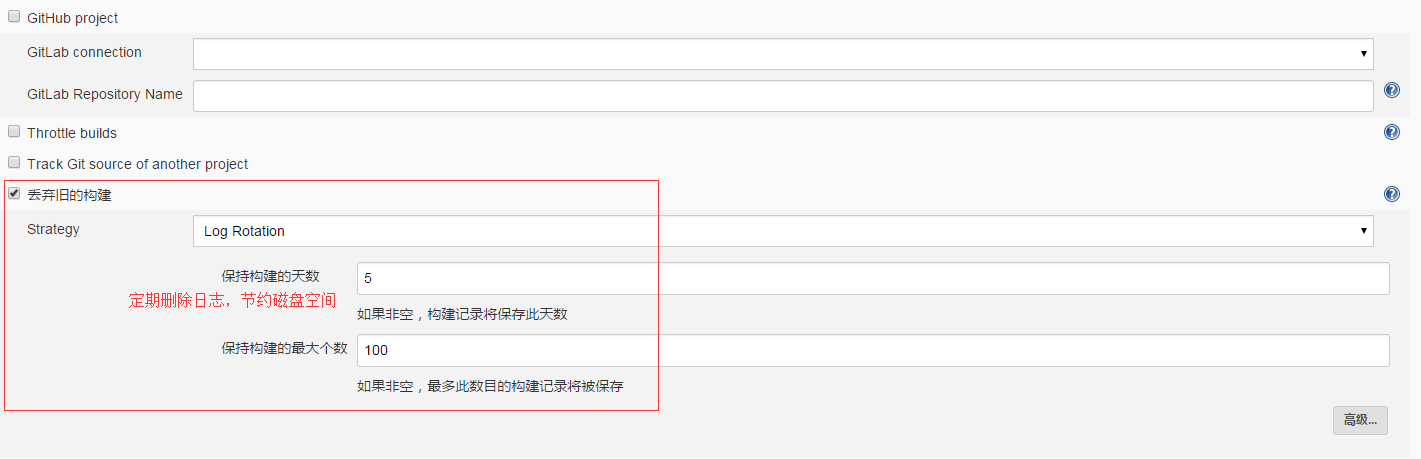 GitHub project
GitLab connection
GitLab Repository Name
Throttle builds
Track Git source of another project
丢弃旧的构建
Strategy
Log Rotation
保持构建的天数
5
定期删除日志，节约磁盘空间
如果非空，构建记录将保存此天数
保持构建的最大个数
100
如果非空，最多此数目的构建记录将被保存
高级...